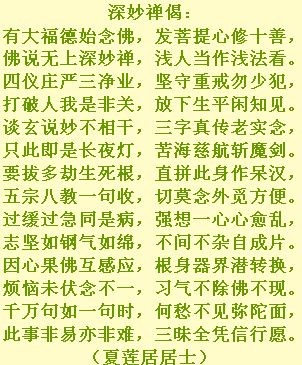 深妙禅偈：
有大福德始念佛，发菩提心修十善，
佛说无上深妙禅，浅人当作浅法看。
四仪庄严三净业，坚守重戒勿少犯，
打破人我是非关，放下生平闲知见。
谈玄说妙不相干，三字真传老实念，
只此即是长夜灯，苦海慈航斩魔剑。
要拔多劫生死根，直拼此身作呆汉，
五宗八教一句收，切莫念外觅方便。
过缓过急同是病，强想一心心愈乱，
志坚如钢气如绵，不间不杂自成片。
因心果佛互感应，根身器界潜转换，
烦恼未伏念不一，习气不除佛不现。
千万句如一句时，何愁不见弥陀面，
此事非易亦非难，三昧全凭信行愿。
（夏莲居居士）